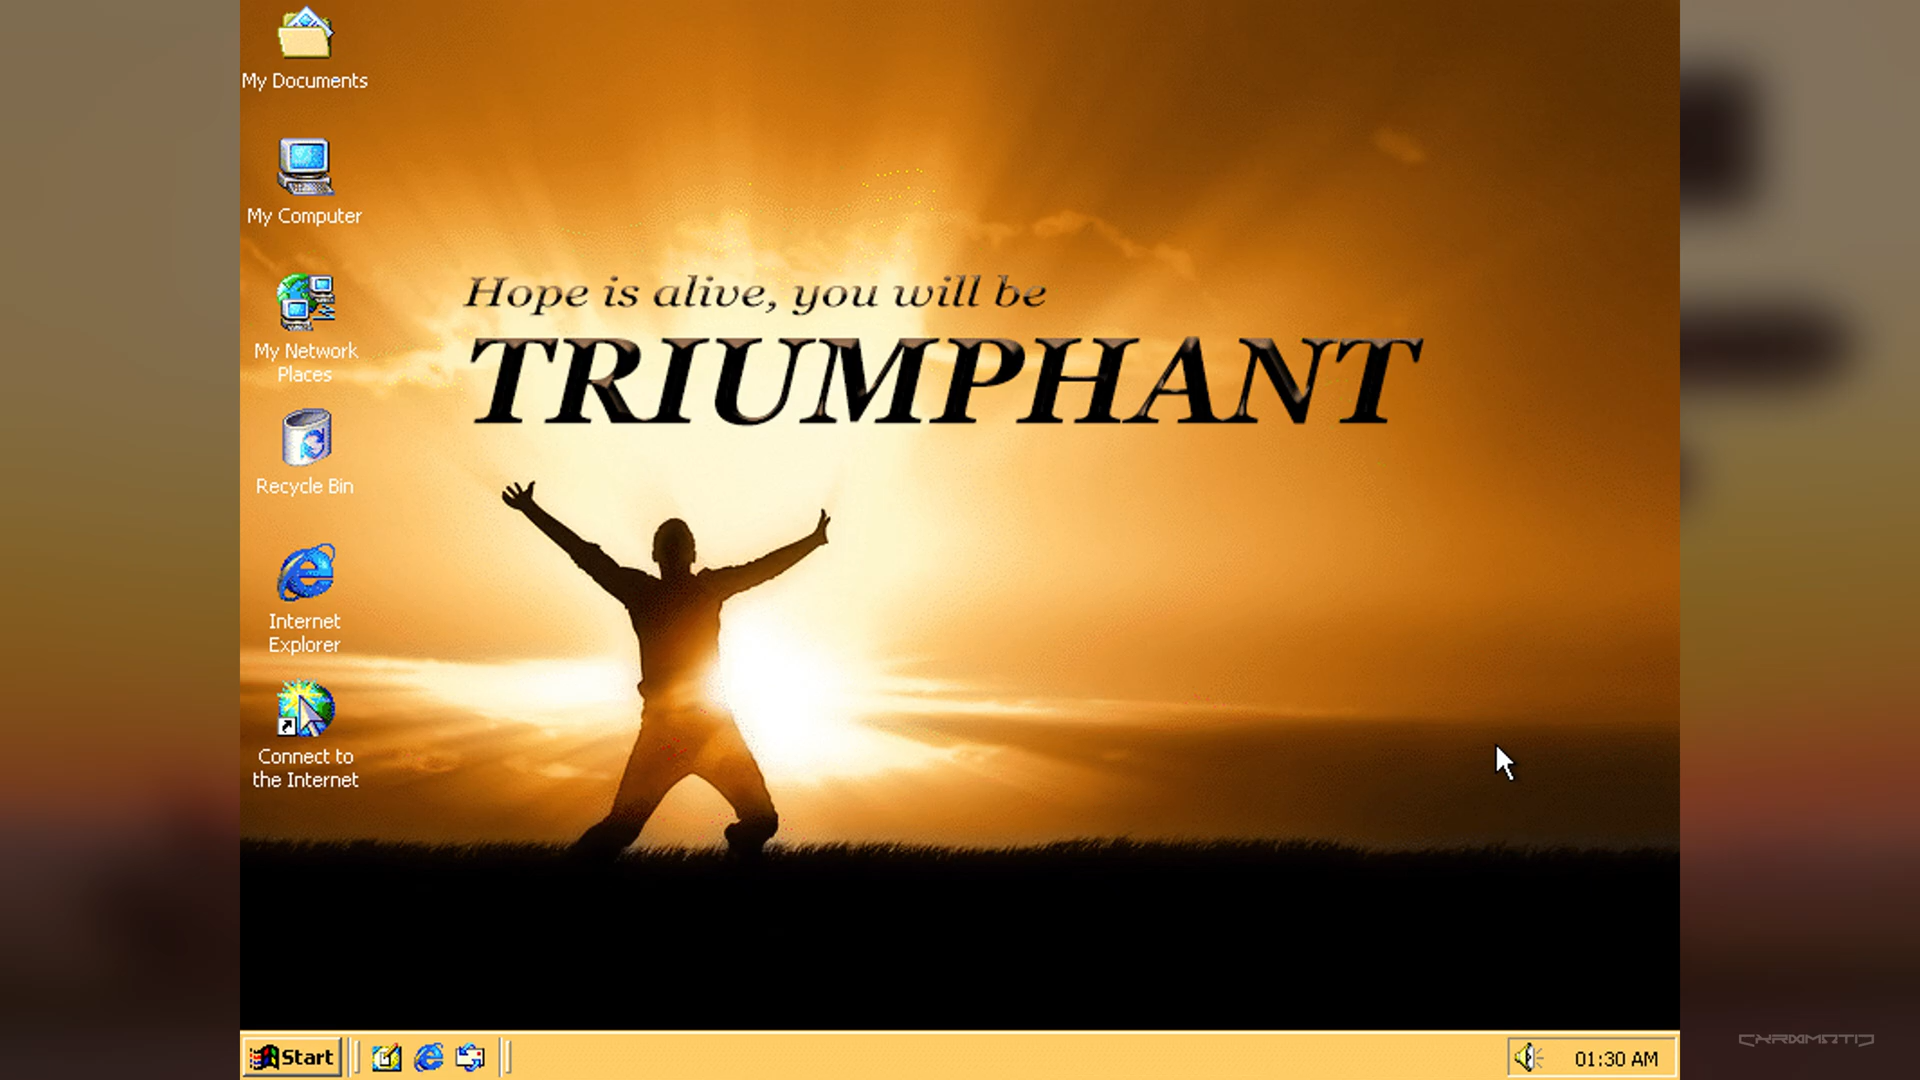 My Documents
My Computer
My Network
Places
Recycle Bin
Internet
Explorer
Connect to
the Internet
Hope is alive, you will be
TRIUMPHANT
Start
01:30 AM